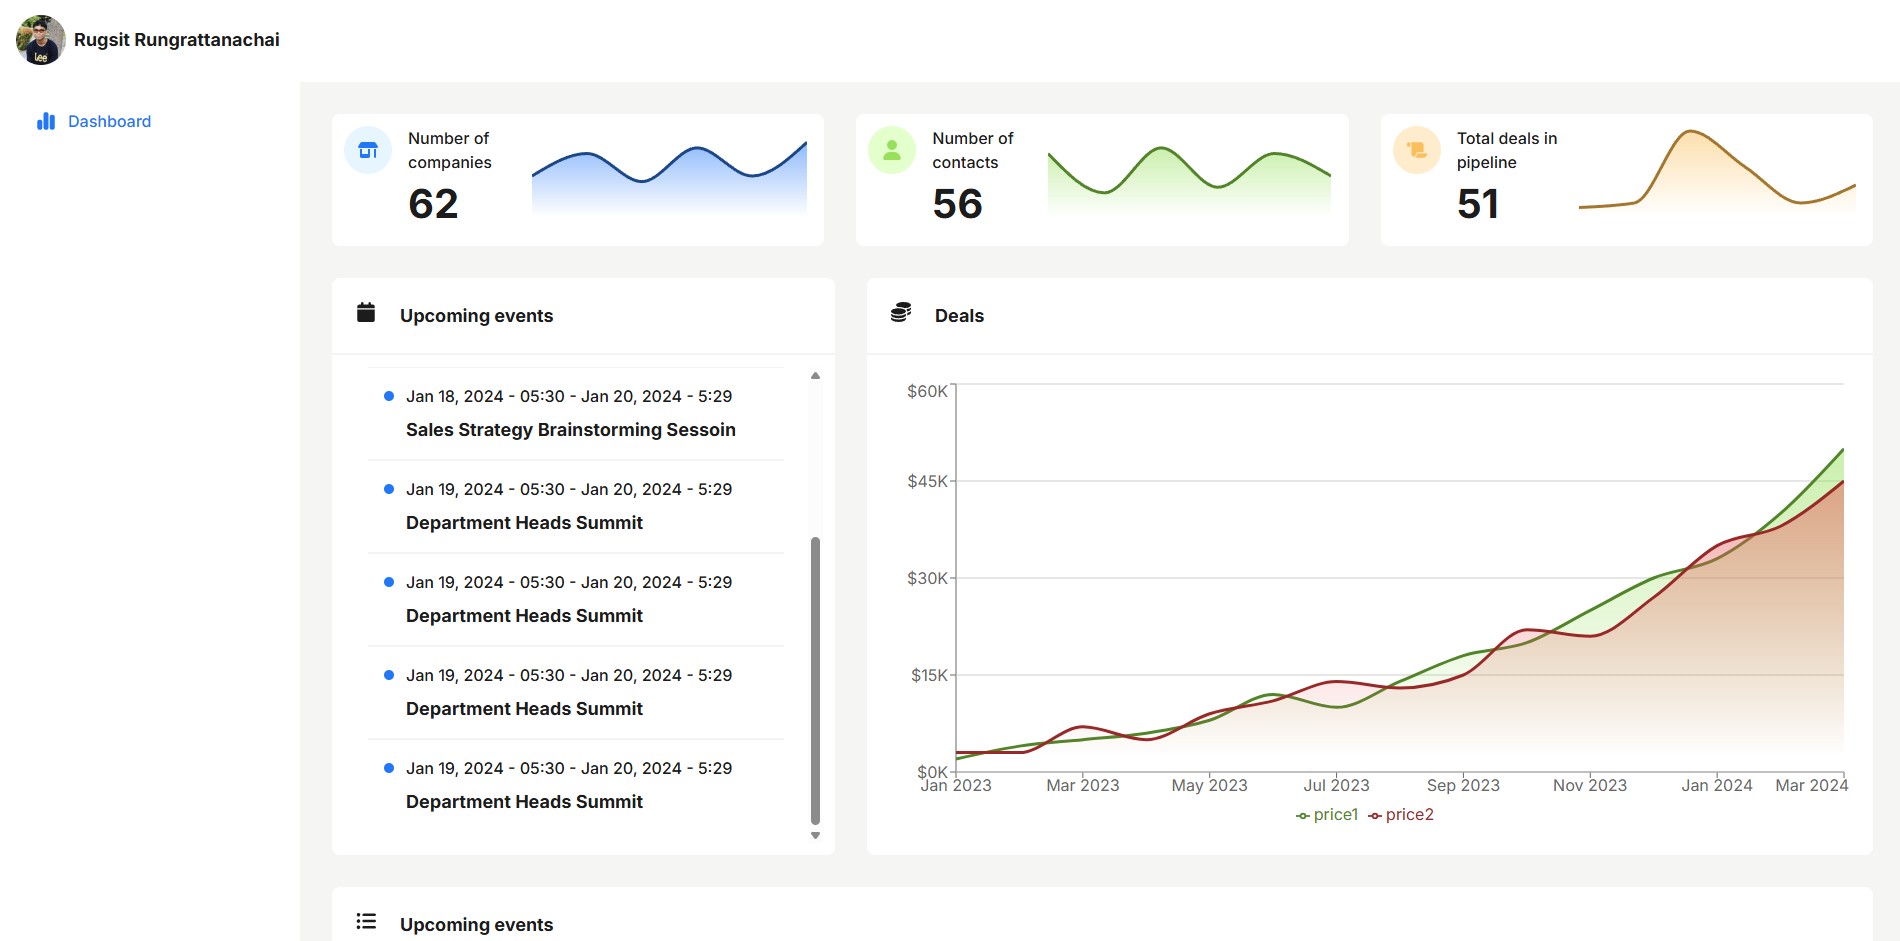 Lee
Rugsit Rungrattanachai
Dashboard
Number of
companies
62
Number of
contacts
56
Total deals in
pipeline
51
Upcoming events
Jan 18, 2024 - 05:30 - Jan 20, 2024 - 5:29
Sales Strategy Brainstorming Sessoin
Jan 19, 2024 - 05:30 - Jan 20, 2024 - 5:29
Department Heads Summit
Jan 19, 2024 - 05:30 - Jan 20, 2024 - 5:29
Department Heads Summit
Jan 19, 2024 - 05:30 - Jan 20, 2024 - 5:29
Department Heads Summit
Jan 19, 2024 - 05:30 - Jan 20, 2024 - 5:29
Department Heads Summit
Deals
$60K
$45K
$30K
$15K
$0K
Jan 2023 Mar 2023 May 2023 Jul 2023 Sep 2023 Nov 2023 Jan 2024 Mar 2024
price1 price2
Upcoming events